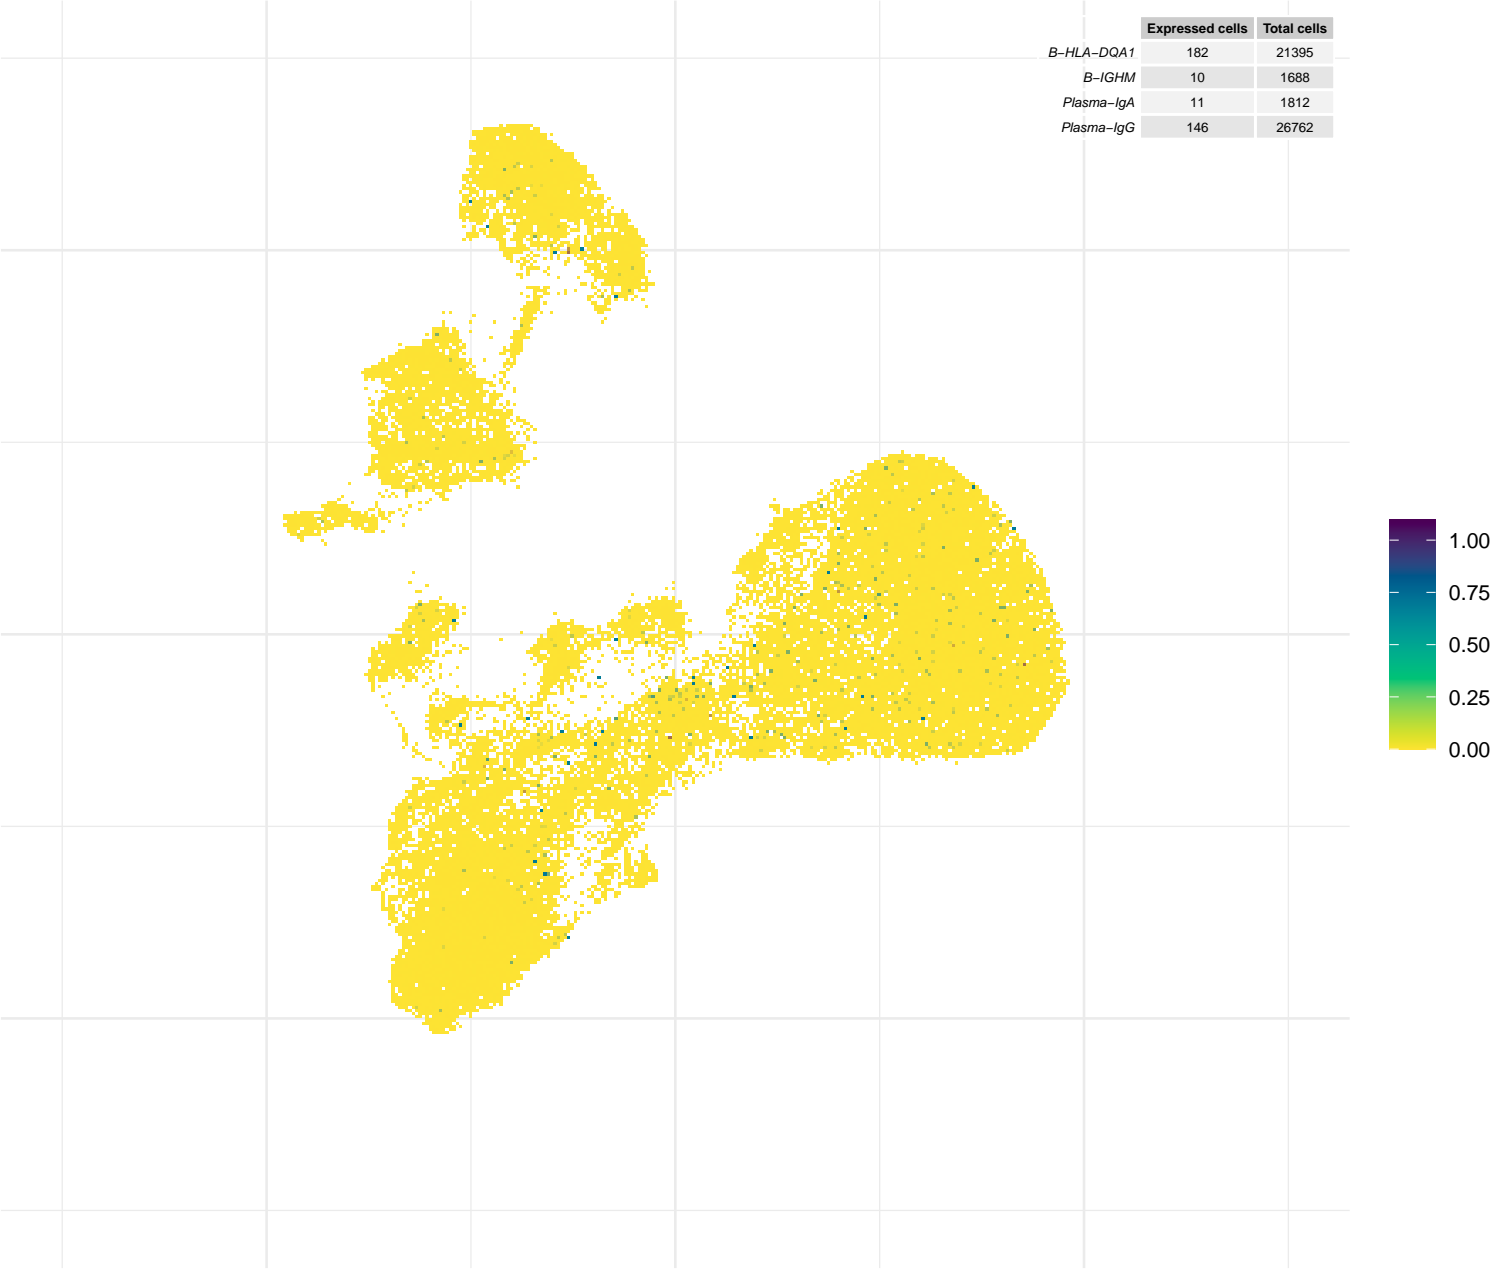 Expressed cells Total cells
B−HLA−DQA1 182 21395
B−IGHM 10 1688
Plasma−IgA 11 1812
Plasma−IgG 146 26762
1.00
0.75
0.50
0.25
0.00